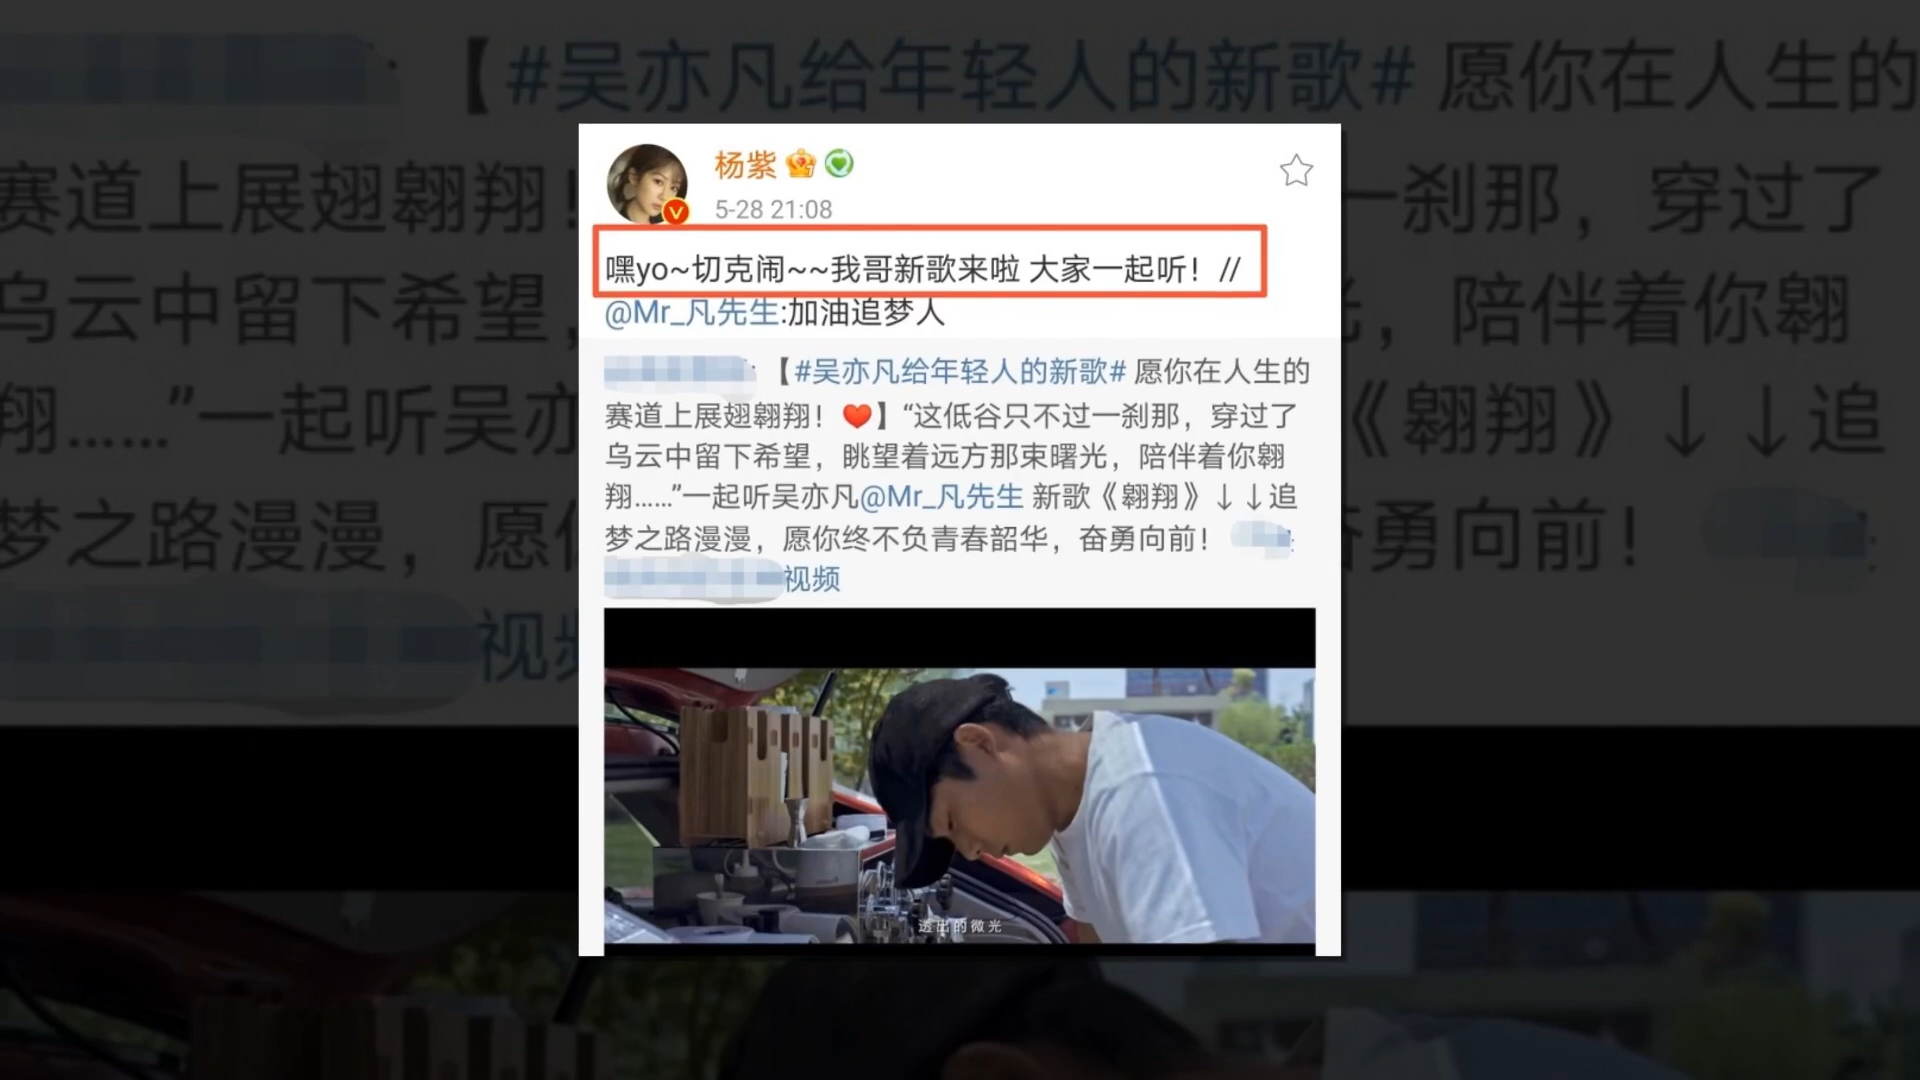 杨紫
5-28 21:08
嘿yo~切克闹~~我哥新歌来啦 大家一起听！//
@Mr_凡先生:加油追梦人
【#吴亦凡给年轻人的新歌# 愿你在人生的
赛道上展翅翱翔！❤️】“这低谷只不过一刹那，穿过了
乌云中留下希望，眺望着远方那束曙光，陪伴着你翱
翔……”一起听吴亦凡@Mr_凡先生 新歌《翱翔》↓↓追
梦之路漫漫，愿你终不负青春韶华，奋勇向前！
视频
透出的微光